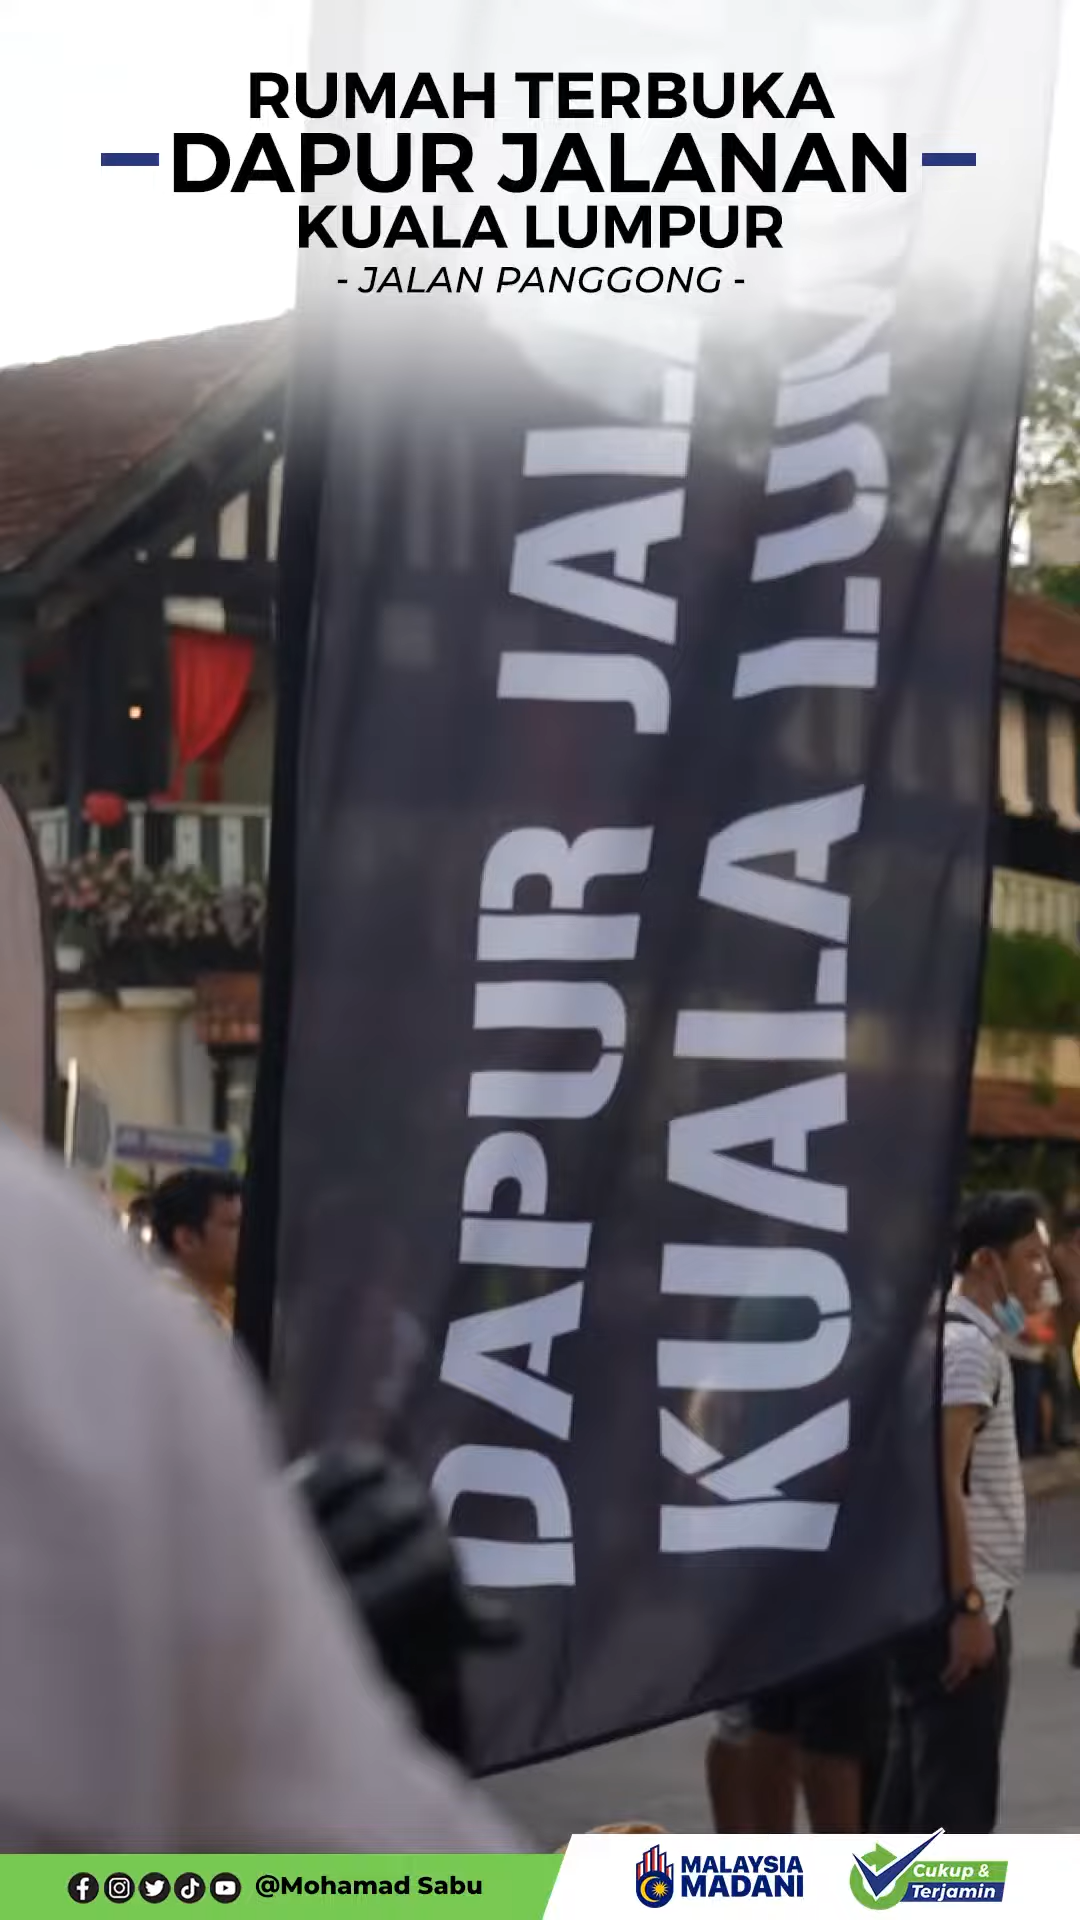 RUMAH TERBUKA
DAPUR JALANAN
KUALA LUMPUR
- JALAN PANGGONG -
DAPUR JAL
KUALA LUM
@Mohamad Sabu
MALAYSIA
MADANI
Cukup &
Terjamin